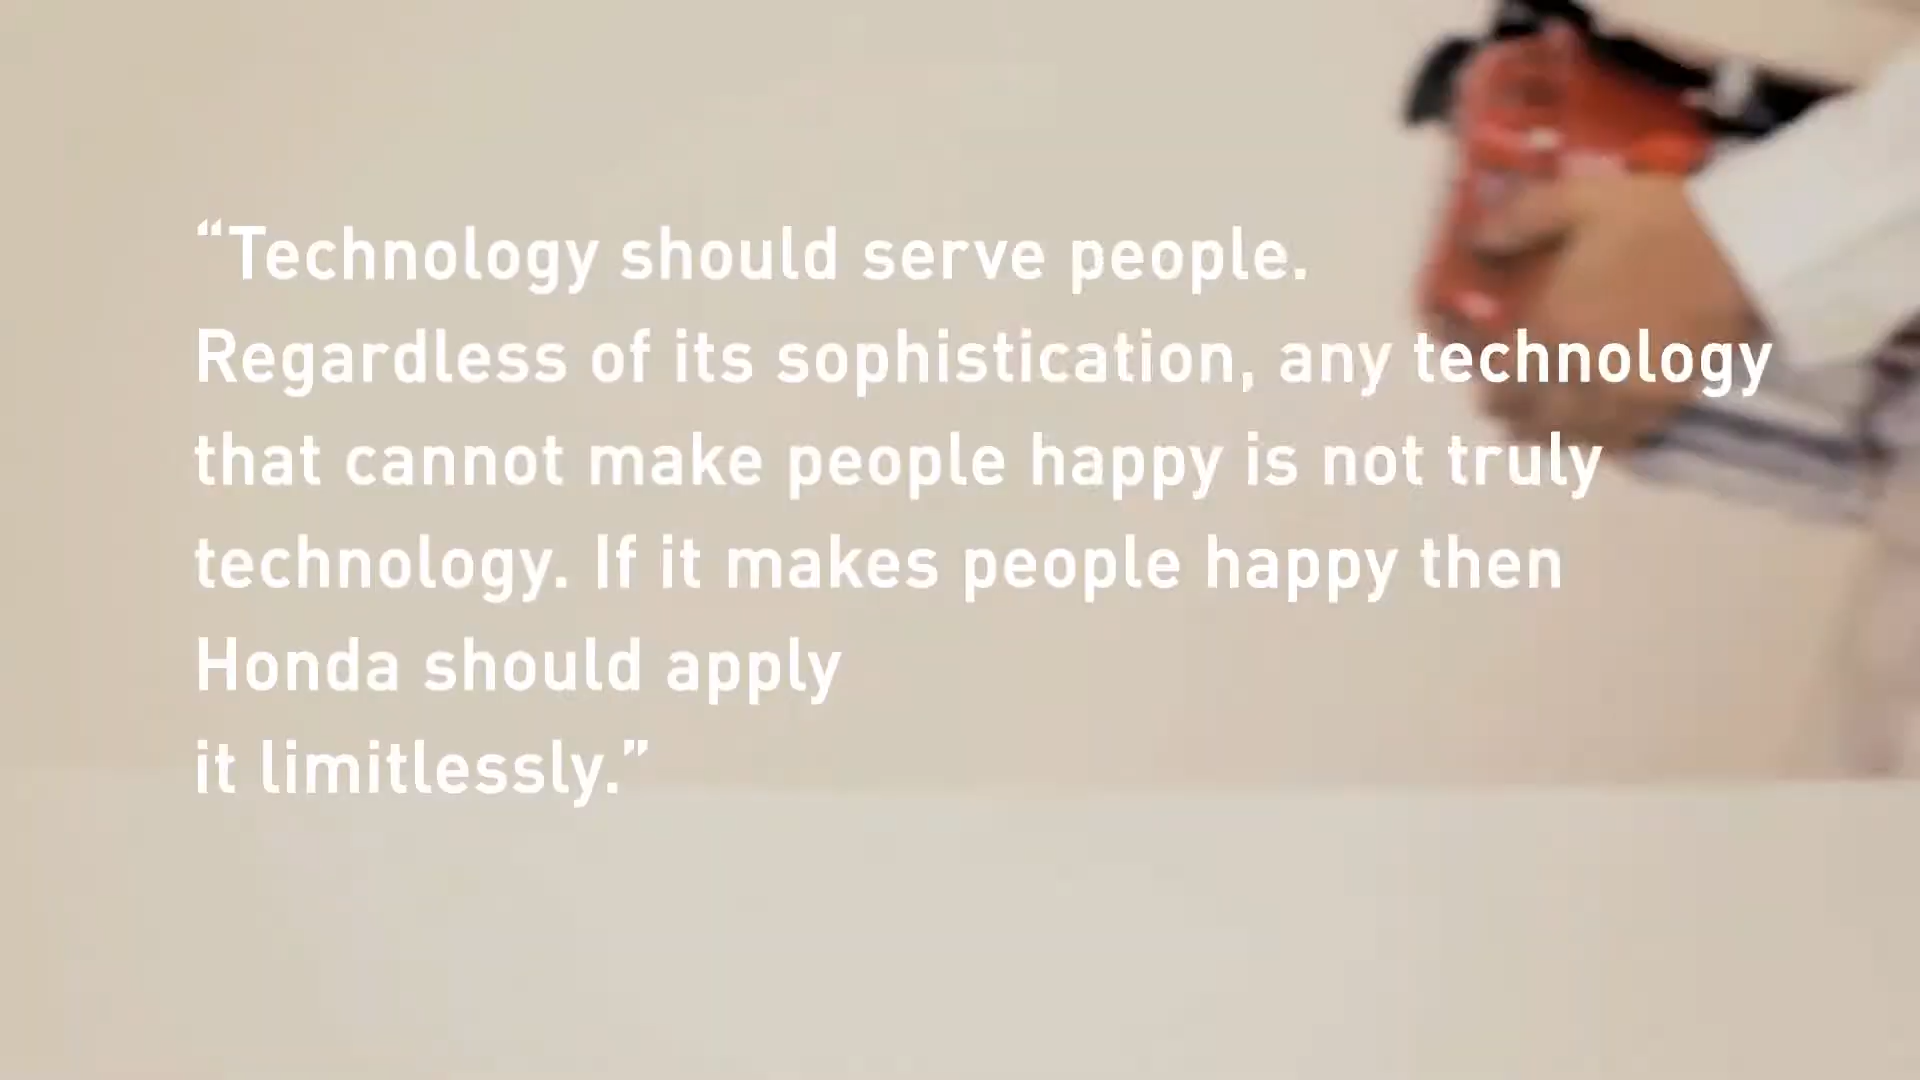 “Technology should serve people.
Regardless of its sophistication, any technology
that cannot make people happy is not truly
technology. If it makes people happy then
Honda should apply
it limitlessly.”